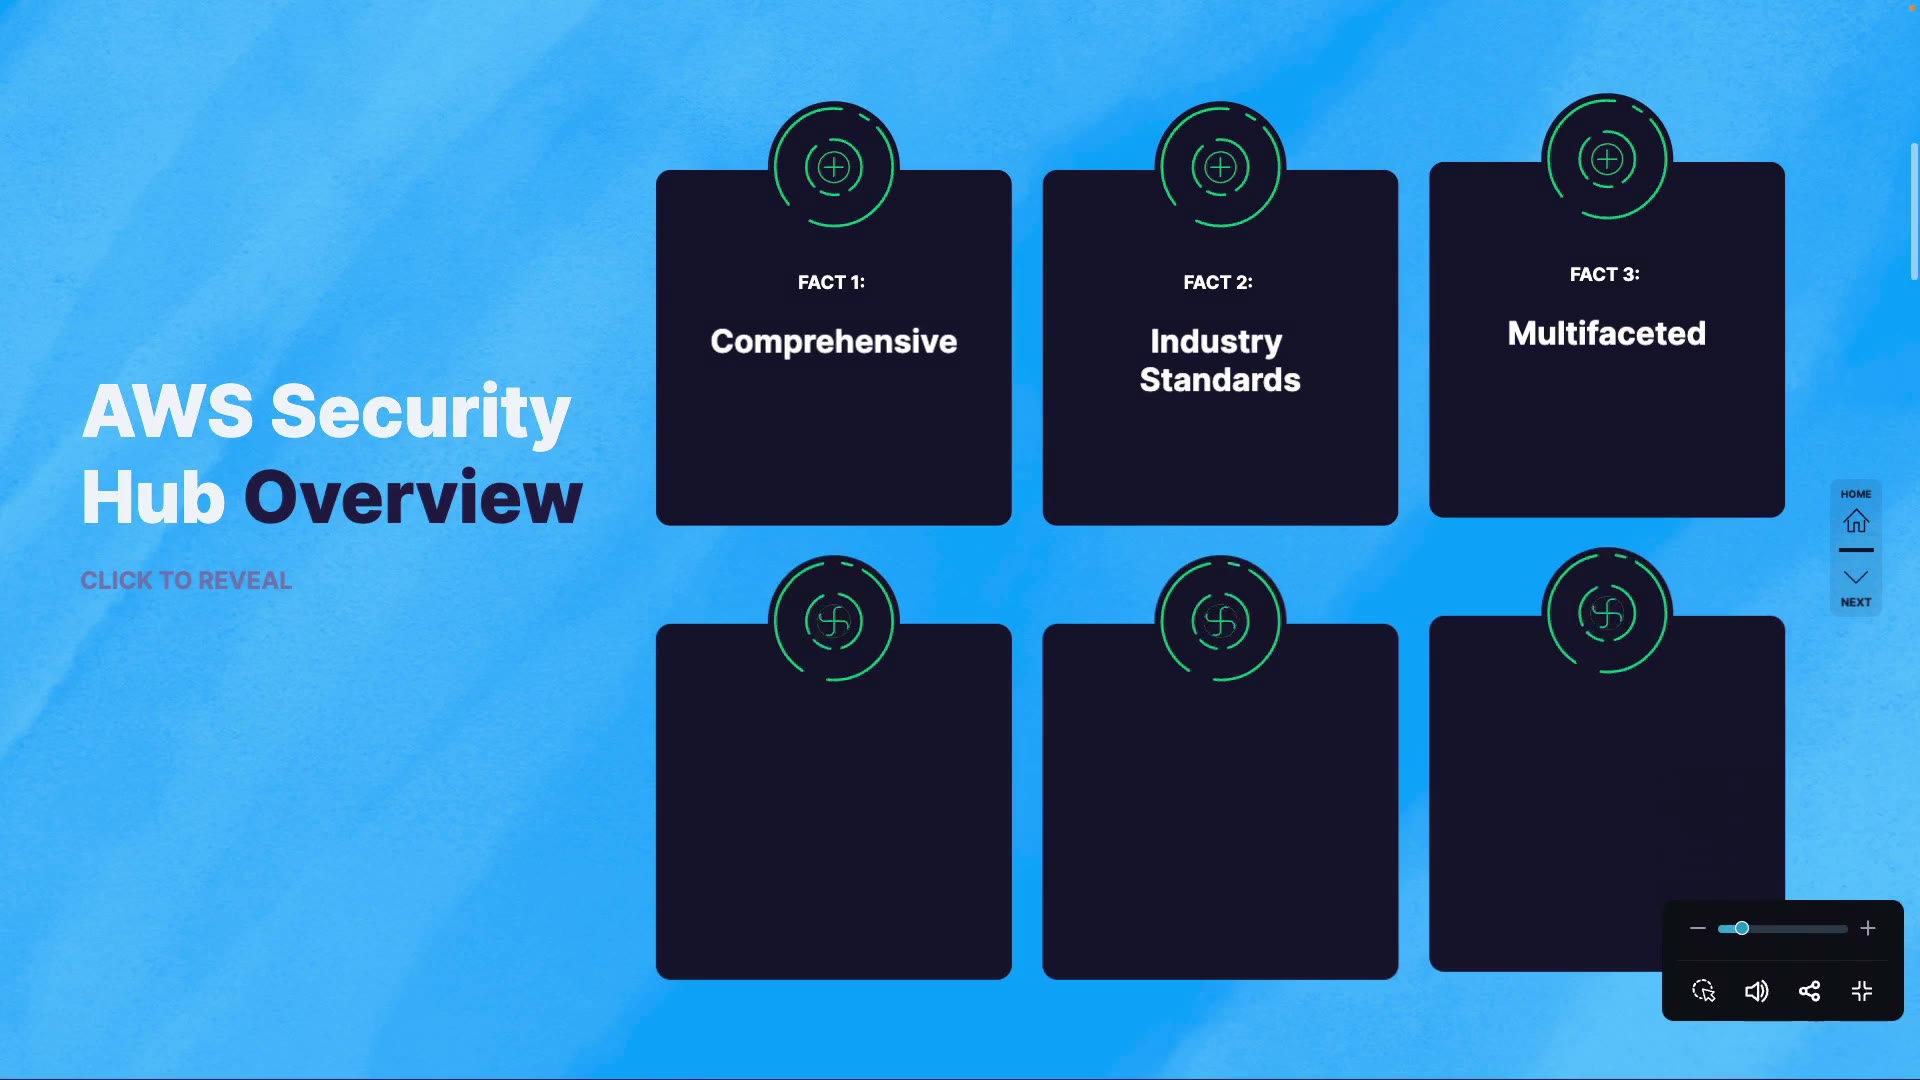 AWS Security
Hub Overview
CLICK TO REVEAL
FACT 1:
Comprehensive
FACT 2:
Industry
Standards
FACT 3:
Multifaceted
HOME
NEXT